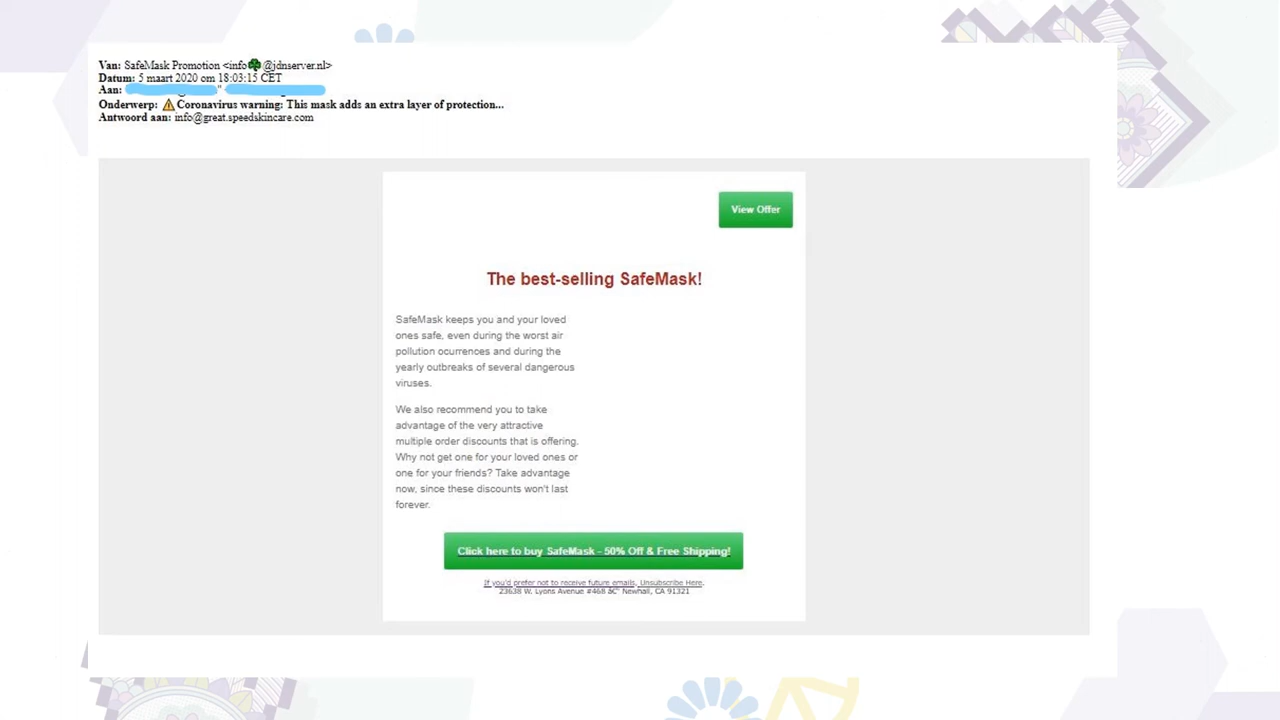 Van: SafeMask Promotion <info🍀@jdnserver.nl>
Datum: 5 maart 2020 om 18:03:15 CET
Aan: "
Onderwerp: ⚠Coronavirus warning: This mask adds an extra layer of protection...
Antwoord aan: info@great.speedskincare.com
View Offer
The best-selling SafeMask!
SafeMask keeps you and your loved
ones safe, even during the worst air
pollution ocurrences and during the
yearly outbreaks of several dangerous
viruses.
We also recommend you to take
advantage of the very attractive
multiple order discounts that is offering.
Why not get one for your loved ones or
one for your friends? Take advantage
now, since these discounts won't last
forever.
Click here to buy SafeMask - 50% Off & Free Shipping!
If you'd prefer not to receive future emails, Unsubscribe Here.
23638 W. Lyons Avenue #468 â€" Newhall, CA 91321